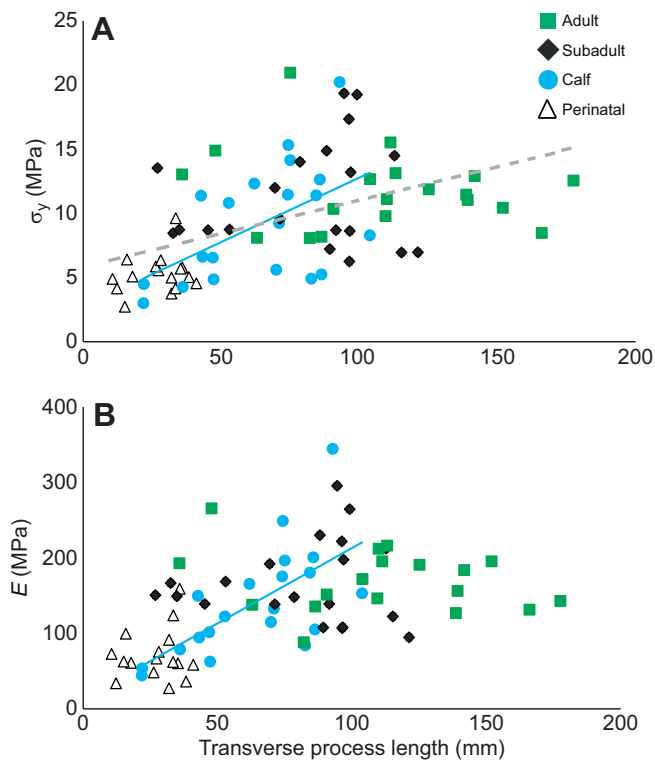 A
25
20
15
10
5
0
σy (MPa)
0 50 100 150 200
Adult
Subadult
Calf
Perinatal
B
400
300
200
100
0
E (MPa)
0 50 100 150 200
Transverse process length (mm)